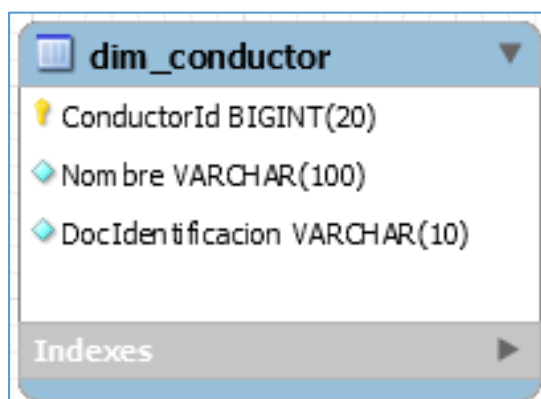 dim_conductor
ConductorId BIGINT(20)
Nombre VARCHAR(100)
DocIdentificacion VARCHAR(10)
Indexes